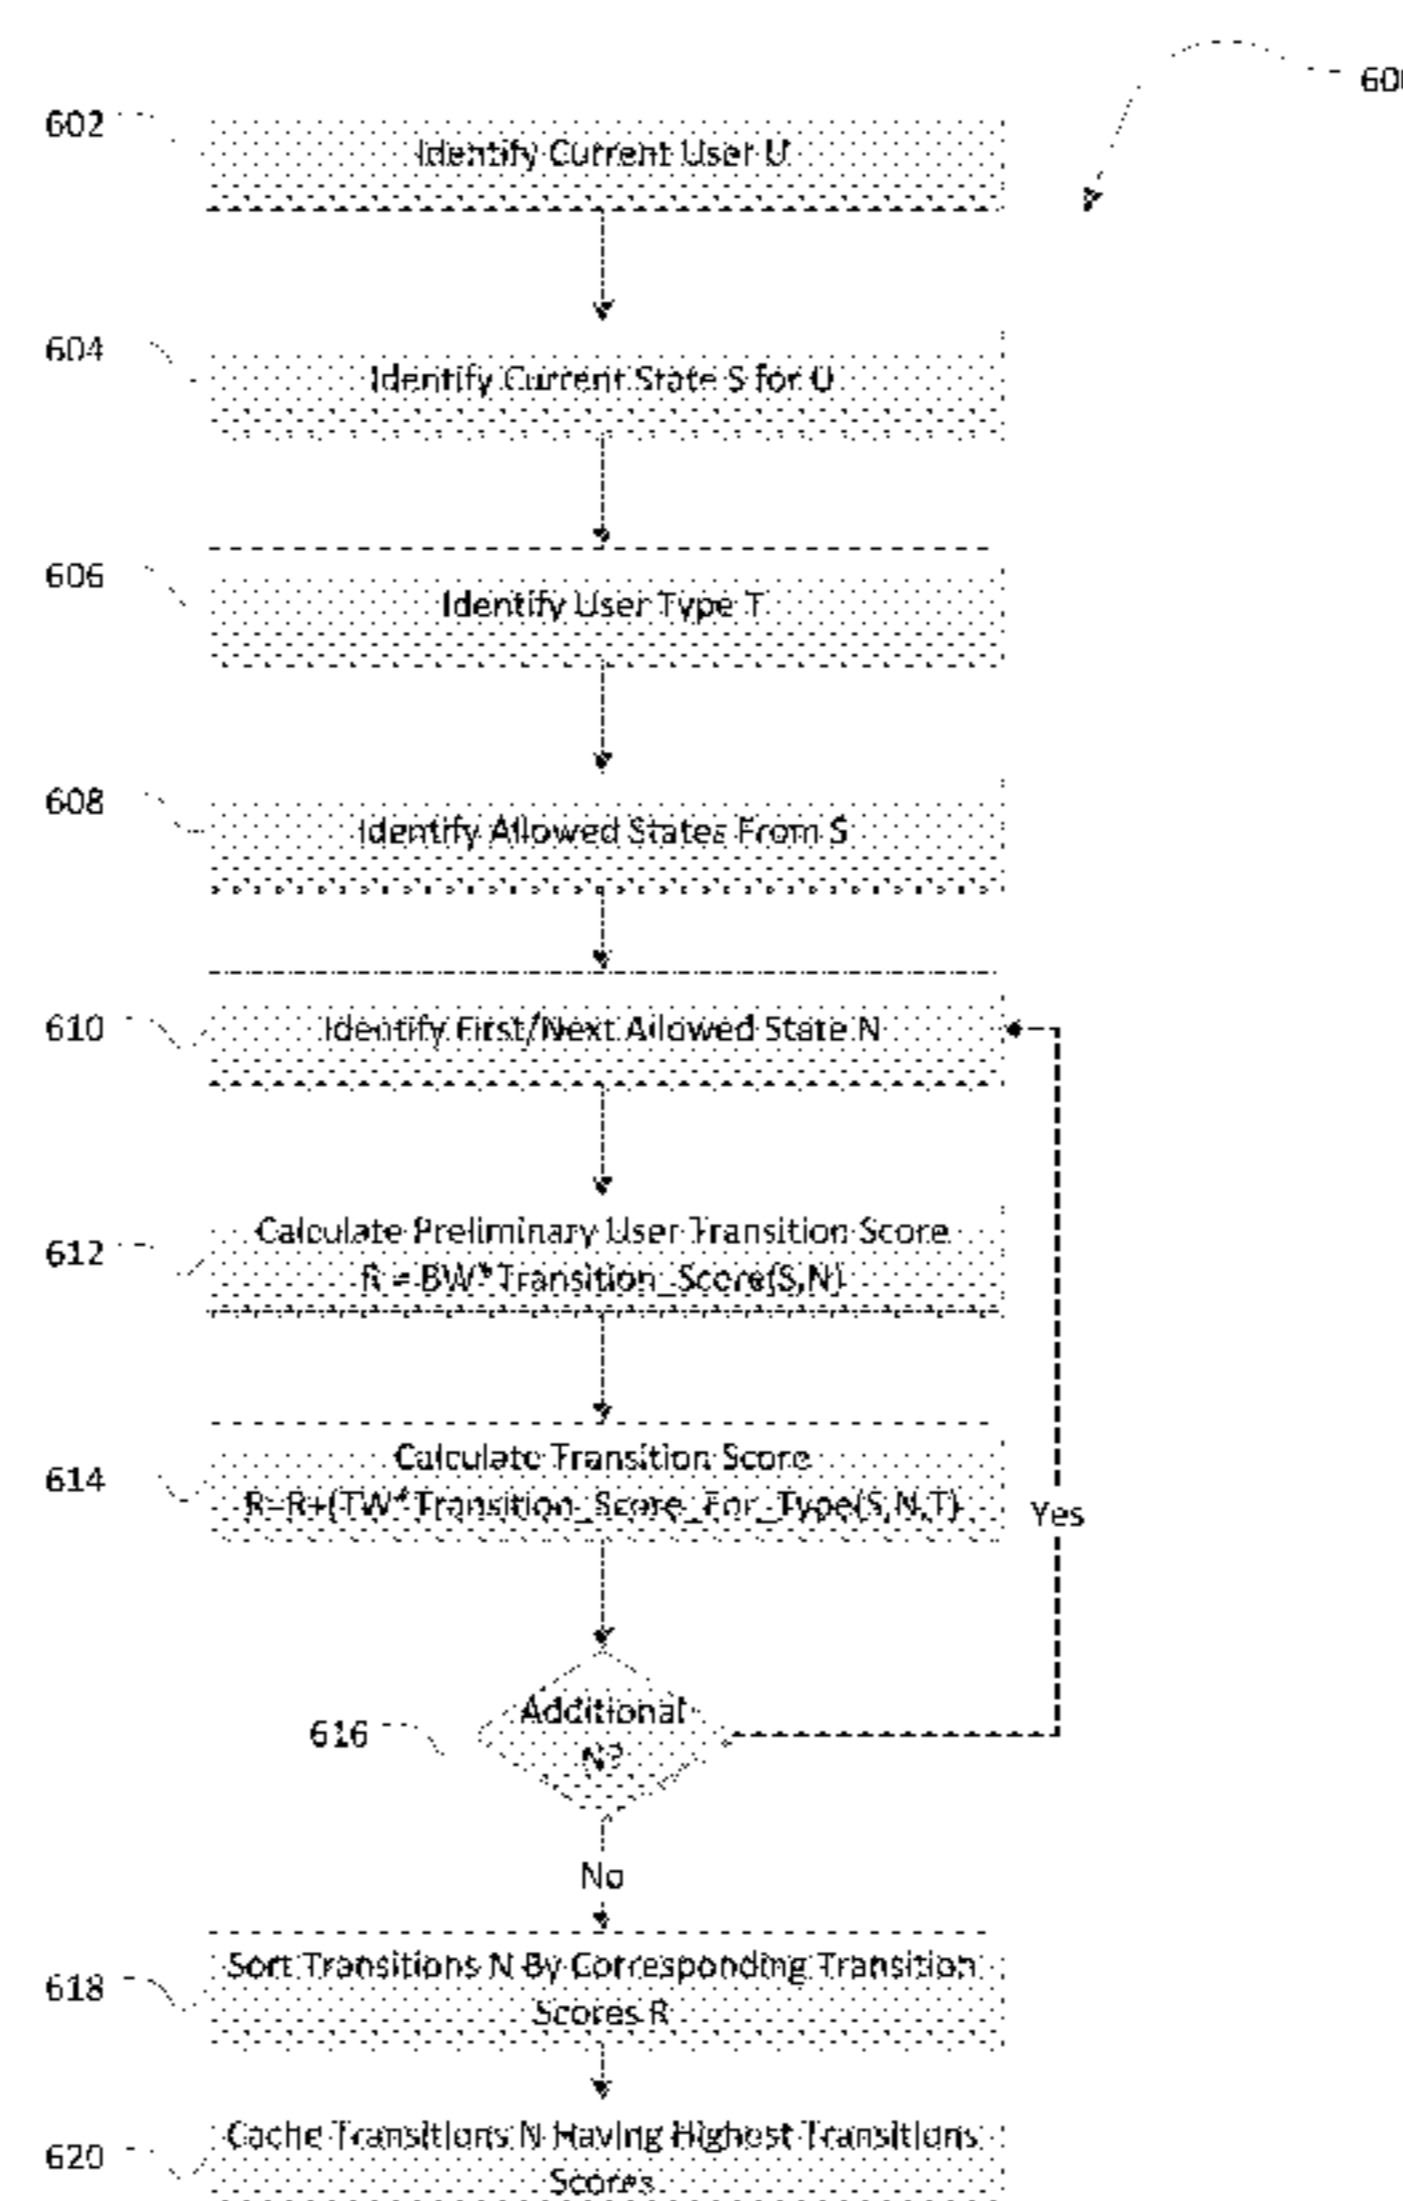 600
602
Identify Current User U
604
Identify Current State S for U
606
Identify User Type T
608
Identify Allowed States From S
610
Identify First/Next Allowed State N
612
Calculate Preliminary User Transition Score
R = BW*Transition_Score(S,N)
614
Calculate Transition Score
R=R+(TW*Transition_Score_For_Type(S,N,T)
Yes
616
Additional
N?
No
618
Sort Transitions N By Corresponding Transition
Scores R
620
Cache Transitions N Having Highest Transitions
Scores